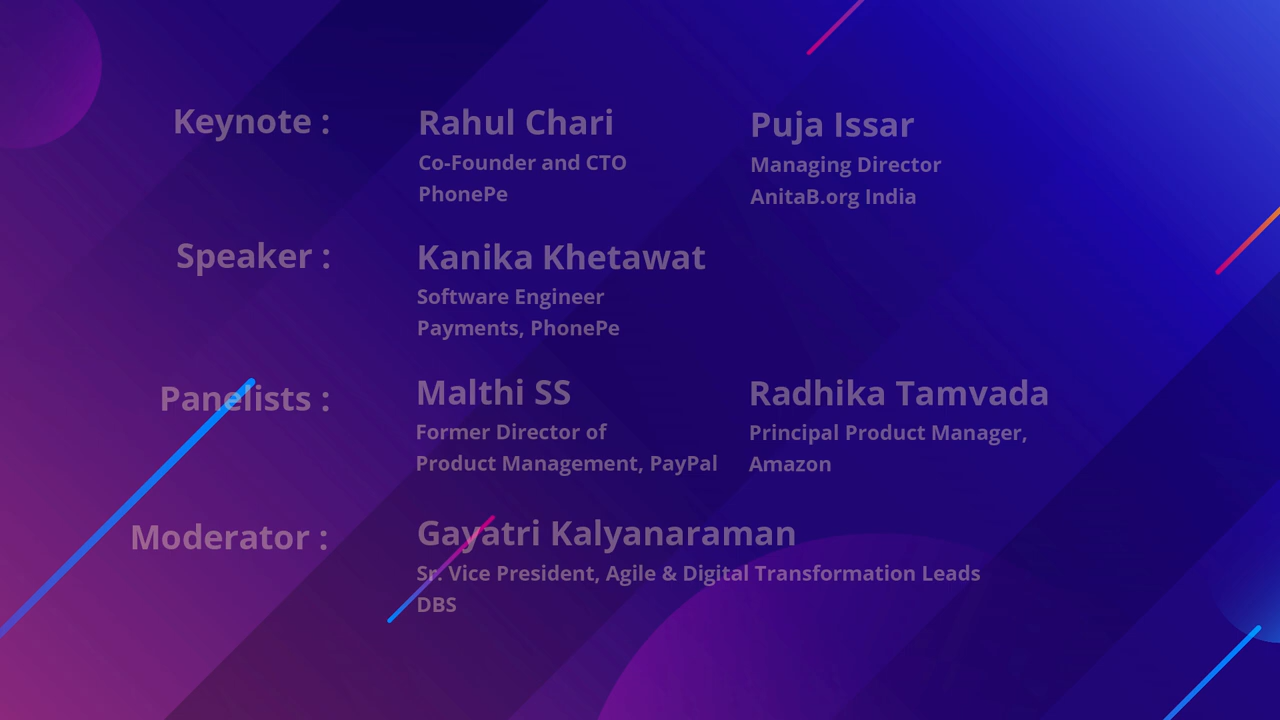 Keynote :
Rahul Chari
Co-Founder and CTO
PhonePe
Puja Issar
Managing Director
AnitaB.org India
Speaker :
Kanika Khetawat
Software Engineer
Payments, PhonePe
Panelists :
Malthi SS
Former Director of
Product Management, PayPal
Radhika Tamvada
Principal Product Manager,
Amazon
Moderator :
Gayatri Kalyanaraman
Sr. Vice President, Agile & Digital Transformation Leads
DBS